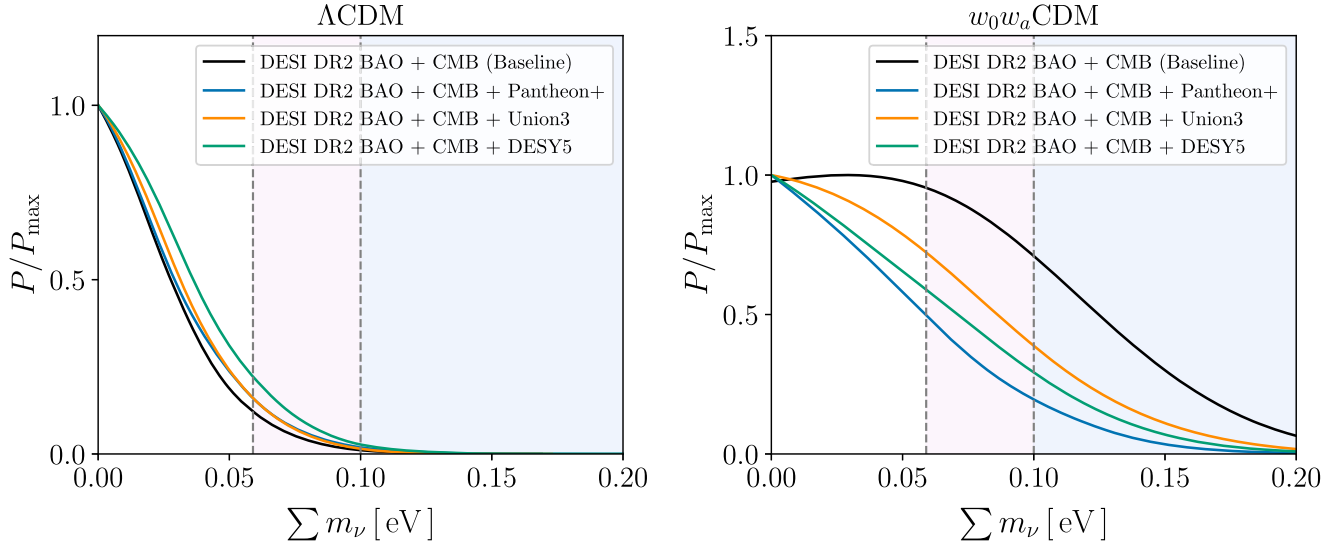 ΛCDM
1.0
0.5
0.0
P/P_max
DESI DR2 BAO + CMB (Baseline)
DESI DR2 BAO + CMB + Pantheon+
DESI DR2 BAO + CMB + Union3
DESI DR2 BAO + CMB + DESY5
0.00 0.05 0.10 0.15 0.20
∑ m_ν [eV]
w_0w_aCDM
1.5
1.0
0.5
0.0
P/P_max
DESI DR2 BAO + CMB (Baseline)
DESI DR2 BAO + CMB + Pantheon+
DESI DR2 BAO + CMB + Union3
DESI DR2 BAO + CMB + DESY5
0.00 0.05 0.10 0.15 0.20
∑ m_ν [eV]